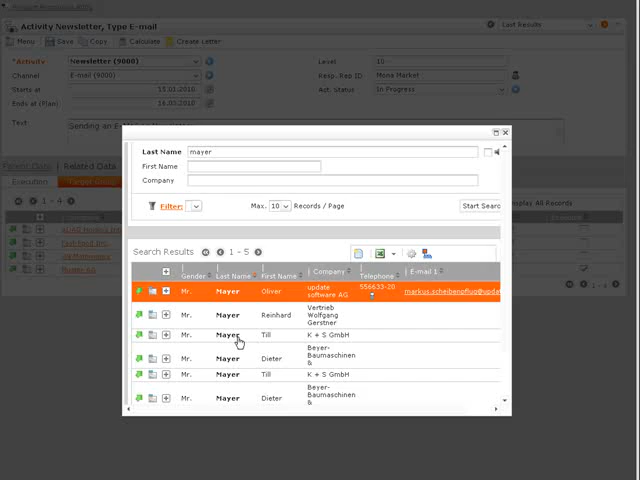 Activity Newsletter, Type E-mail
Last Results
Menu Save Copy Calculate Create Letter
*Activity Newsletter (9000)
Level 10--
Channel E-mail (9000)
Resp. Rep ID Mona Market
Starts at 15.01.2010
Act. Status In Progress
Ends at (Plan) 16.03.2010
Text:
Parent Data Related Data
Execution
Display All Records
1 - 4
Last Name mayer
First Name
Company
Filter: Max. 10 Records / Page Start Searc
Search Results 1 - 5
Gender Last Name First Name Company Telephone E-mail 1
Mr. Mayer Oliver update software AG 556633-20 markus.scheibenpflug@updat
Mr. Mayer Reinhard Vertrieb Wolfgang Gerstner
Mr. Mayer Till K + S GmbH
Mr. Mayer Dieter Beyer-Baumaschinen &
Mr. Mayer Till K + S GmbH
Mr. Mayer Dieter Beyer-Baumaschinen &
1 - 4